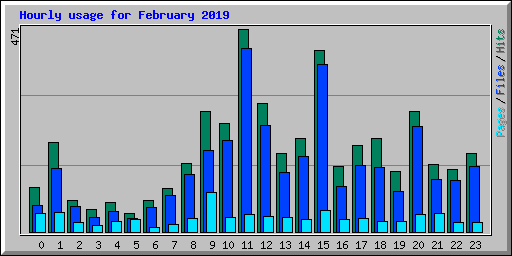 Hourly usage for February 2019
471
Pages / Files / Hits
0 1 2 3 4 5 6 7 8 9 10 11 12 13 14 15 16 17 18 19 20 21 22 23